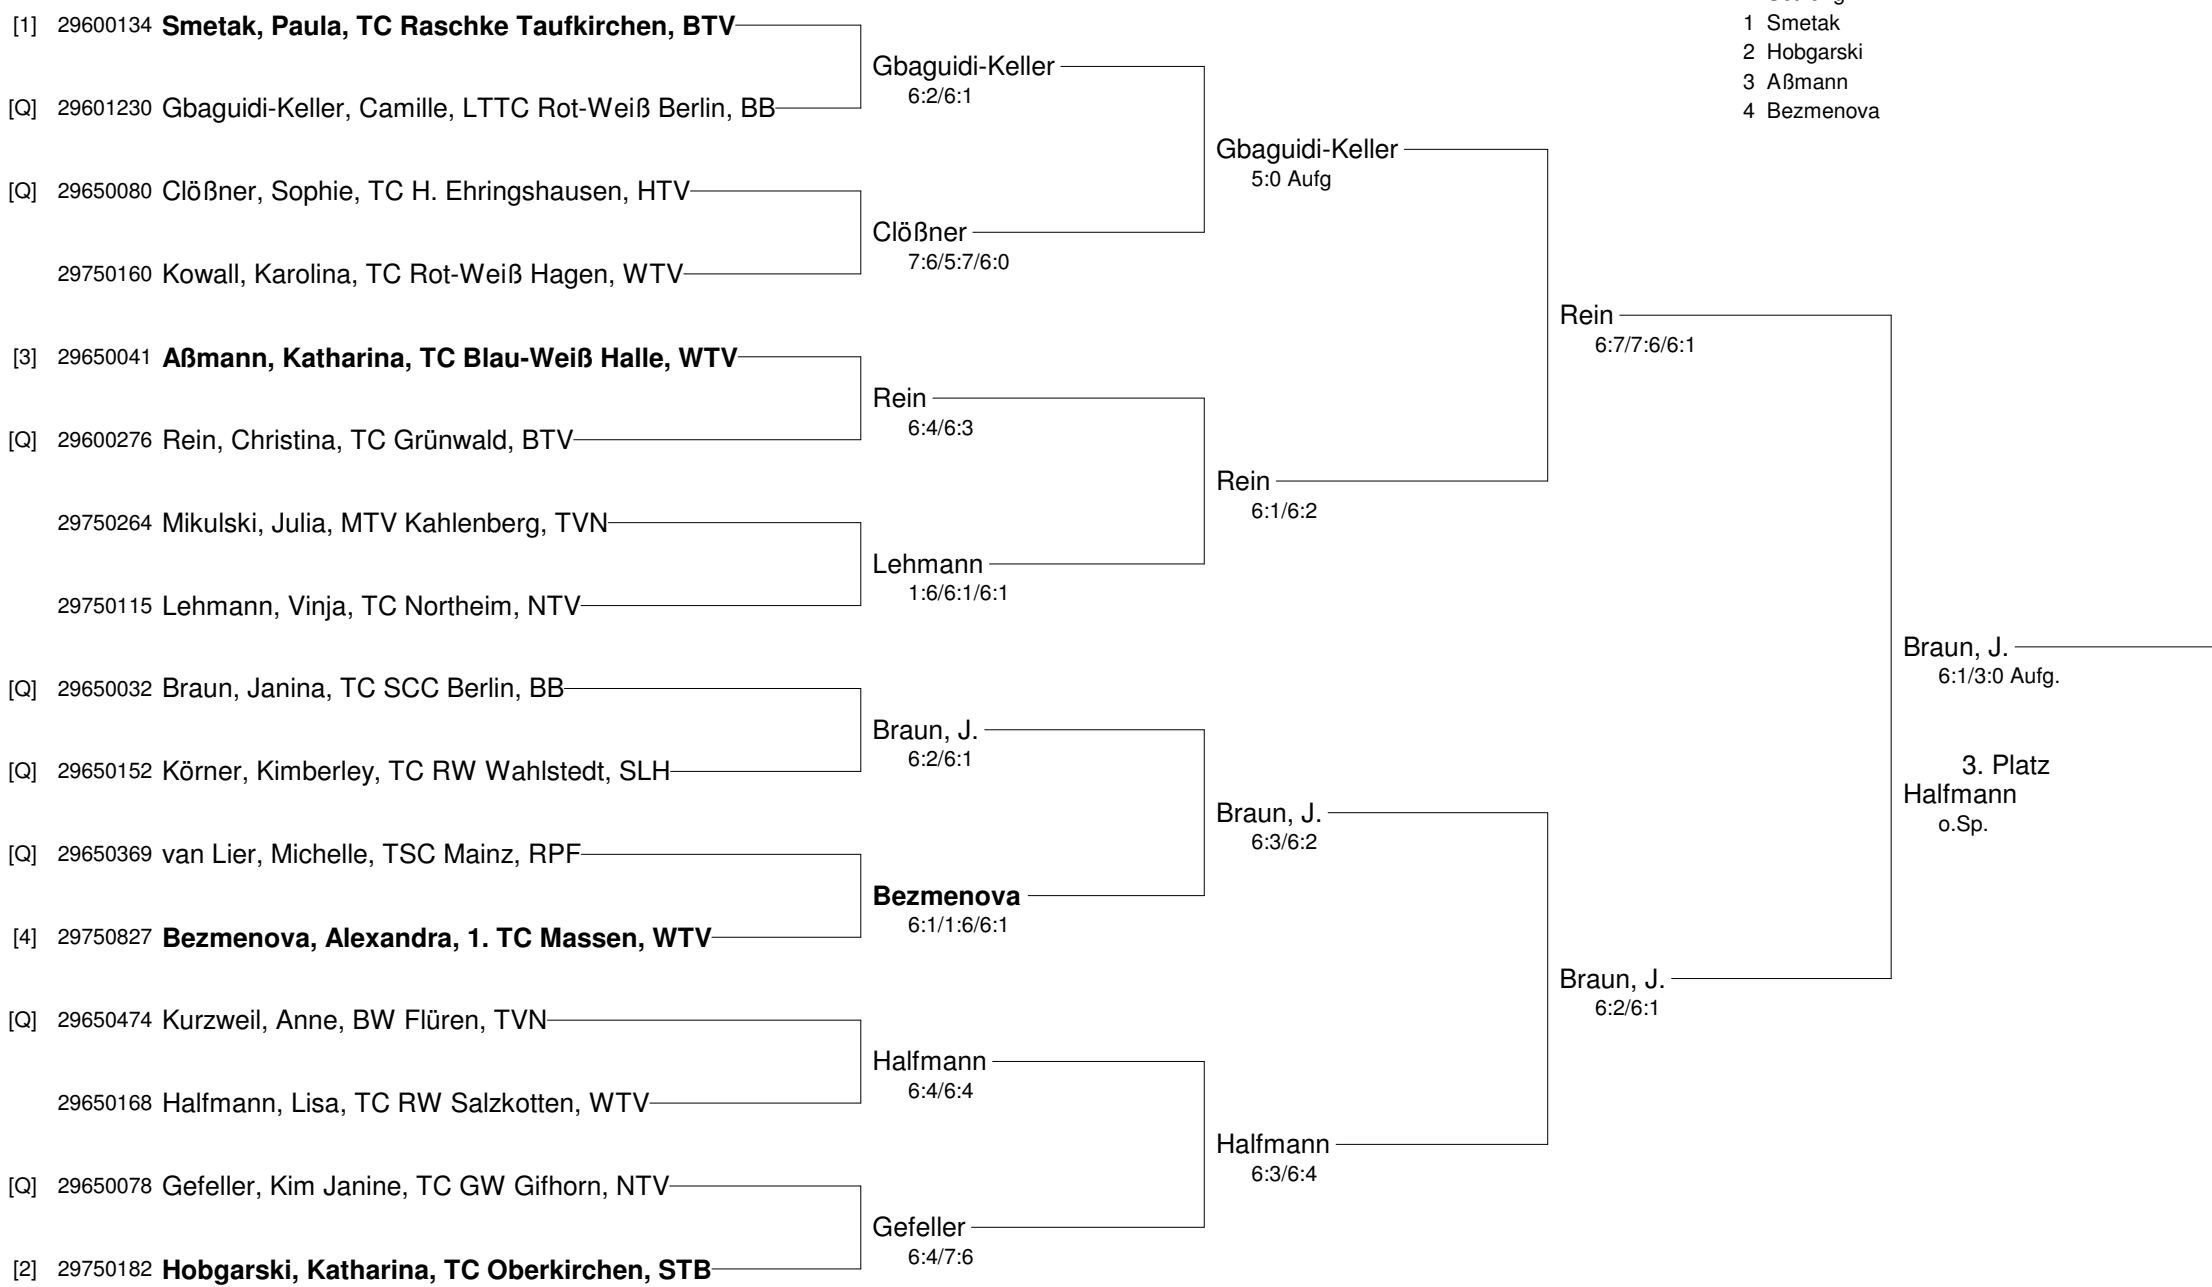 1 Smetak
2 Hobgarski
3 Aßmann
4 Bezmenova
[1] 29600134 Smetak, Paula, TC Raschke Taufkirchen, BTV
[Q] 29601230 Gbaguidi-Keller, Camille, LTTC Rot-Weiß Berlin, BB
[Q] 29650080 Clößner, Sophie, TC H. Ehringshausen, HTV
29750160 Kowall, Karolina, TC Rot-Weiß Hagen, WTV
[3] 29650041 Aßmann, Katharina, TC Blau-Weiß Halle, WTV
[Q] 29600276 Rein, Christina, TC Grünwald, BTV
29750264 Mikulski, Julia, MTV Kahlenberg, TVN
29750115 Lehmann, Vinja, TC Northeim, NTV
[Q] 29650032 Braun, Janina, TC SCC Berlin, BB
[Q] 29650152 Körner, Kimberley, TC RW Wahlstedt, SLH
[Q] 29650369 van Lier, Michelle, TSC Mainz, RPF
[4] 29750827 Bezmenova, Alexandra, 1. TC Massen, WTV
[Q] 29650474 Kurzweil, Anne, BW Flüren, TVN
29650168 Halfmann, Lisa, TC RW Salzkotten, WTV
[Q] 29650078 Gefeller, Kim Janine, TC GW Gifhorn, NTV
[2] 29750182 Hobgarski, Katharina, TC Oberkirchen, STB
Gbaguidi-Keller
6:2/6:1
Clößner
7:6/5:7/6:0
Rein
6:4/6:3
Lehmann
1:6/6:1/6:1
Braun, J.
6:2/6:1
Bezmenova
6:1/1:6/6:1
Halfmann
6:4/6:4
Gefeller
6:4/7:6
Gbaguidi-Keller
5:0 Aufg
Rein
6:1/6:2
Braun, J.
6:3/6:2
Halfmann
6:3/6:4
Rein
6:7/7:6/6:1
Braun, J.
6:2/6:1
Braun, J.
6:1/3:0 Aufg.
3. Platz
Halfmann
o.Sp.